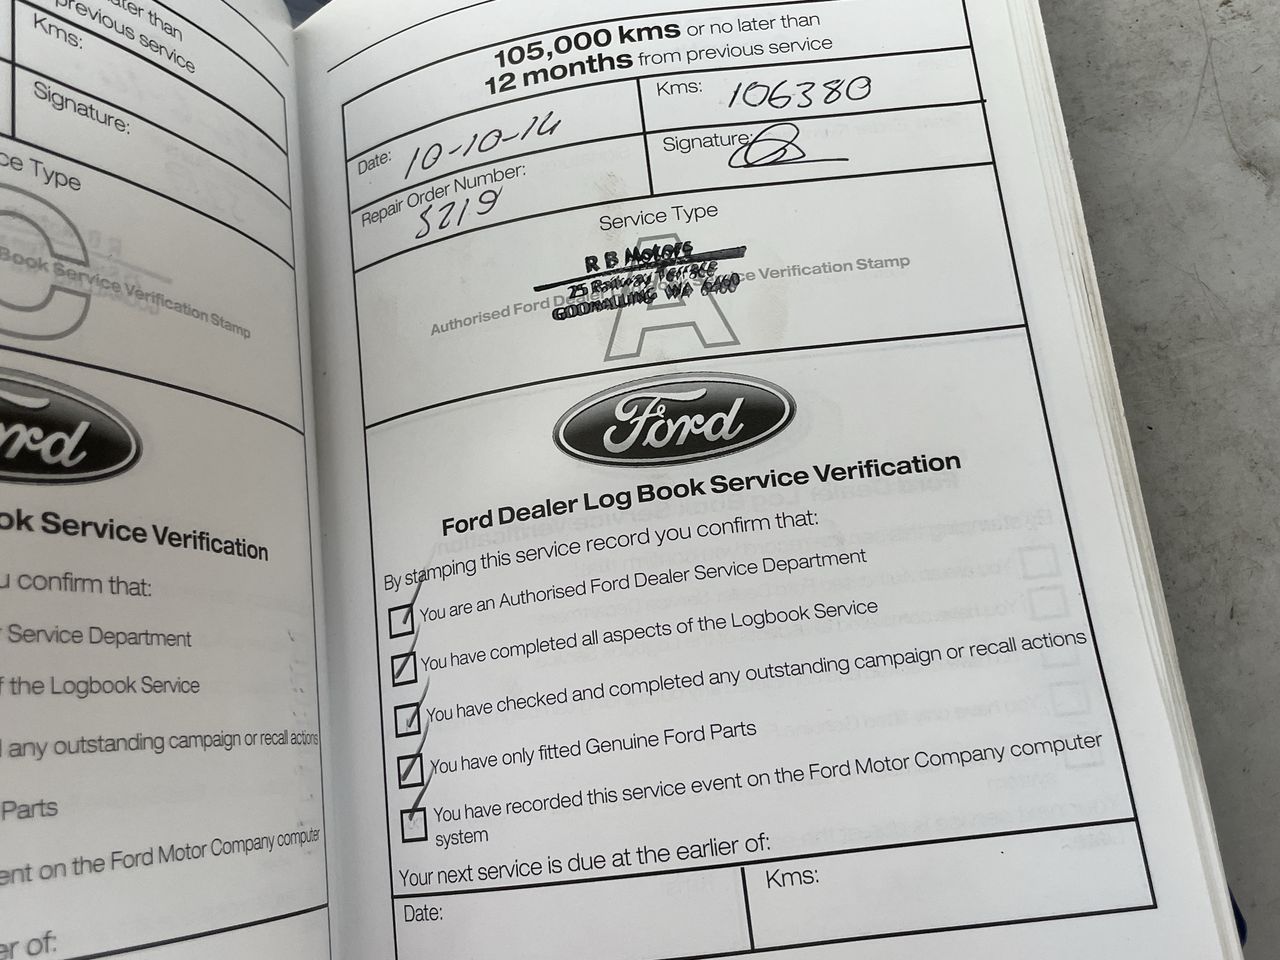 ater than
previous service
Kms:
Signature:
ce Type
C
Book Service Verification Stamp
ord
ok Service Verification
u confirm that:
r Service Department
f the Logbook Service
d any outstanding campaign or recall actions
Parts
ent on the Ford Motor Company computer
er of:
105,000 kms or no later than
12 months from previous service
Date: 10-10-14
Kms: 106380
Repair Order Number:
5219
Signature:
Service Type
A
R B Motors
25 Railway Terrace
GOOMALLING WA 6460
Authorised Ford Dealer Book Service Verification Stamp
Ford
Ford Dealer Log Book Service Verification
By stamping this service record you confirm that:
You are an Authorised Ford Dealer Service Department
You have completed all aspects of the Logbook Service
You have checked and completed any outstanding campaign or recall actions
You have only fitted Genuine Ford Parts
You have recorded this service event on the Ford Motor Company computer
system
Your next service is due at the earlier of:
Date:
Kms: